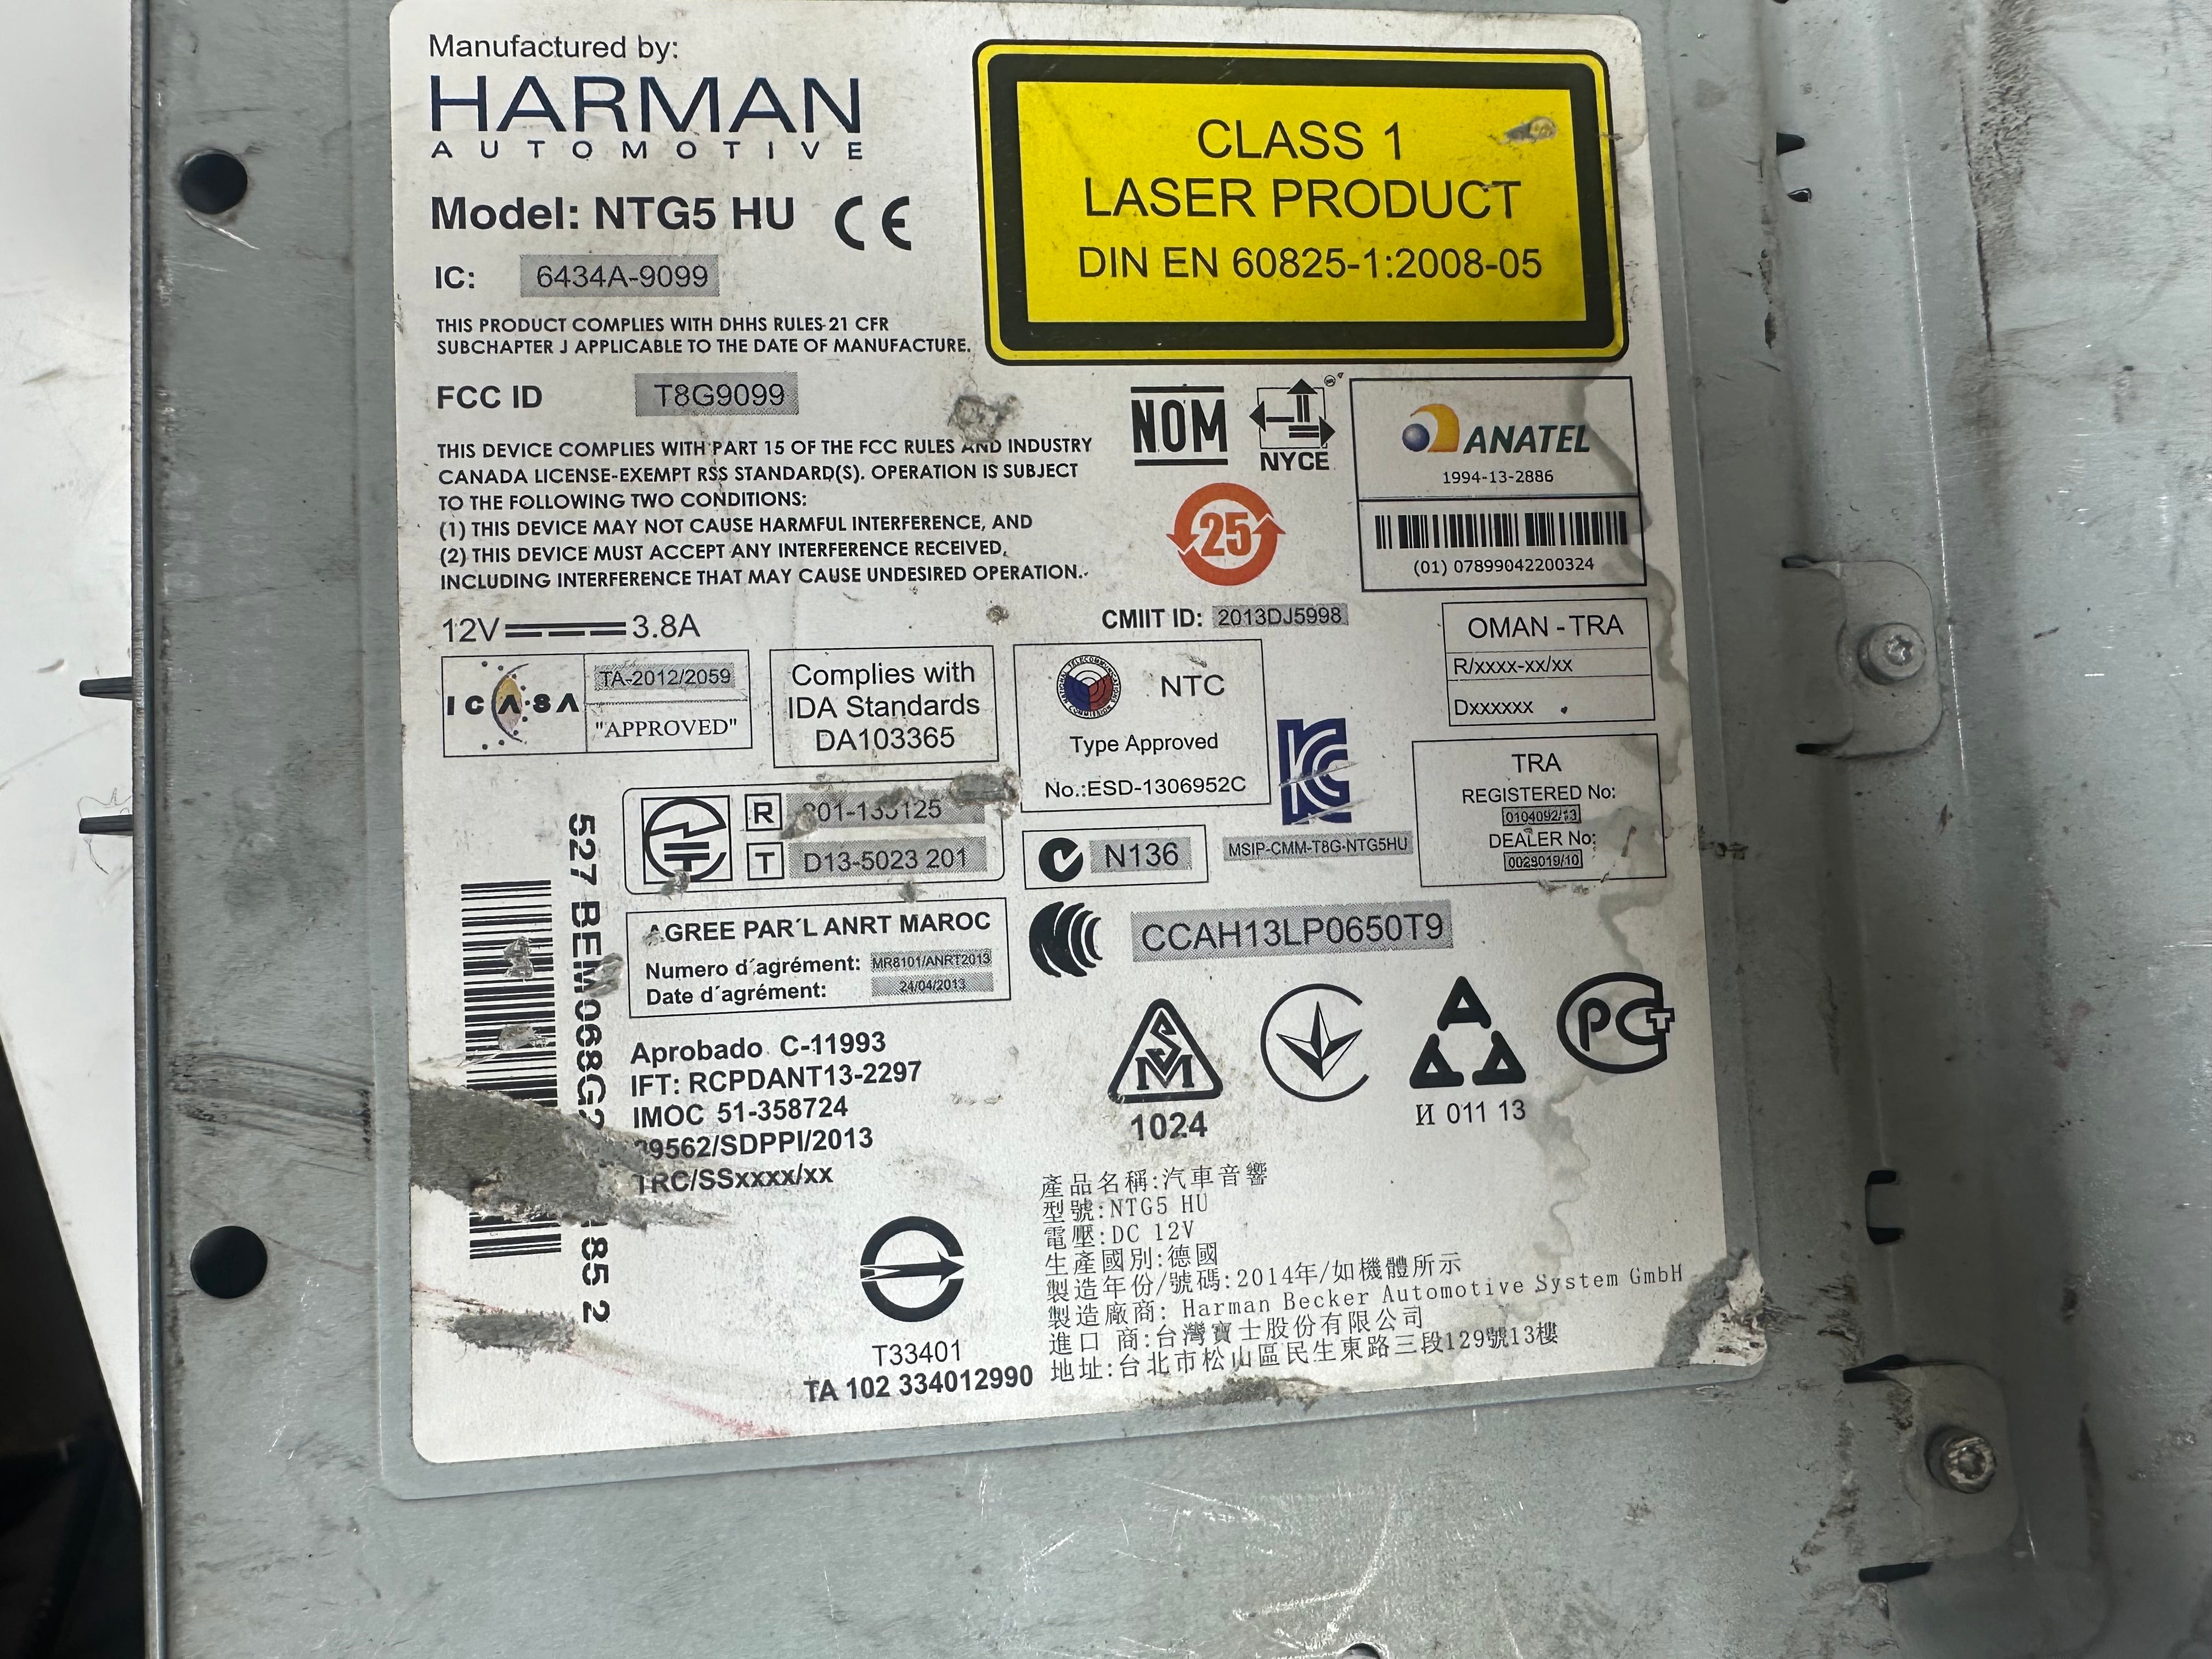 Manufactured by:
HARMAN
AUTOMOTIVE
Model: NTG5 HU CE
IC: 6434A-9099
THIS PRODUCT COMPLIES WITH DHHS RULES 21 CFR
SUBCHAPTER J APPLICABLE TO THE DATE OF MANUFACTURE.
FCC ID T8G9099
THIS DEVICE COMPLIES WITH PART 15 OF THE FCC RULES AND INDUSTRY
CANADA LICENSE-EXEMPT RSS STANDARD(S). OPERATION IS SUBJECT
TO THE FOLLOWING TWO CONDITIONS:
(1) THIS DEVICE MAY NOT CAUSE HARMFUL INTERFERENCE, AND
(2) THIS DEVICE MUST ACCEPT ANY INTERFERENCE RECEIVED,
INCLUDING INTERFERENCE THAT MAY CAUSE UNDESIRED OPERATION.
12V 3.8A
CLASS 1
LASER PRODUCT
DIN EN 60825-1:2008-05
NOM
NYCE
ANATEL
1994-13-2886
(01) 07899042200324
25
CMIIT ID: 2013DJ5998
OMAN - TRA
R/xxxx-xx/xx
Dxxxxxx
ICASA
TA-2012/2059
"APPROVED"
Complies with
IDA Standards
DA103365
NTC
Type Approved
No.:ESD-1306952C
TRA
REGISTERED No:
0104092/13
DEALER No:
0028019/10
R
T D13-5023 201
N136
MSIP-CMM-T8G-NTG5HU
AGREE PAR´L ANRT MAROC
Numero d´agrément: MR8101/ANRT2013
Date d´agrément: 24/04/2013
CCAH13LP0650T9
527 BEM068G
85 2
Aprobado C-11993
IFT: RCPDANT13-2297
IMOC 51-358724
9562/SDPPI/2013
TRC/SSxxxx/xx
1024
И 011 13
T33401
TA 102 334012990
產品名稱:汽車音響
型號:NTG5 HU
電壓:DC 12V
生產國別:德國
製造年份/號碼:2014年/如機體所示
製造廠商: Harman Becker Automotive System GmbH
進口 商:台灣賓士股份有限公司
地址:台北市松山區民生東路三段129號13樓